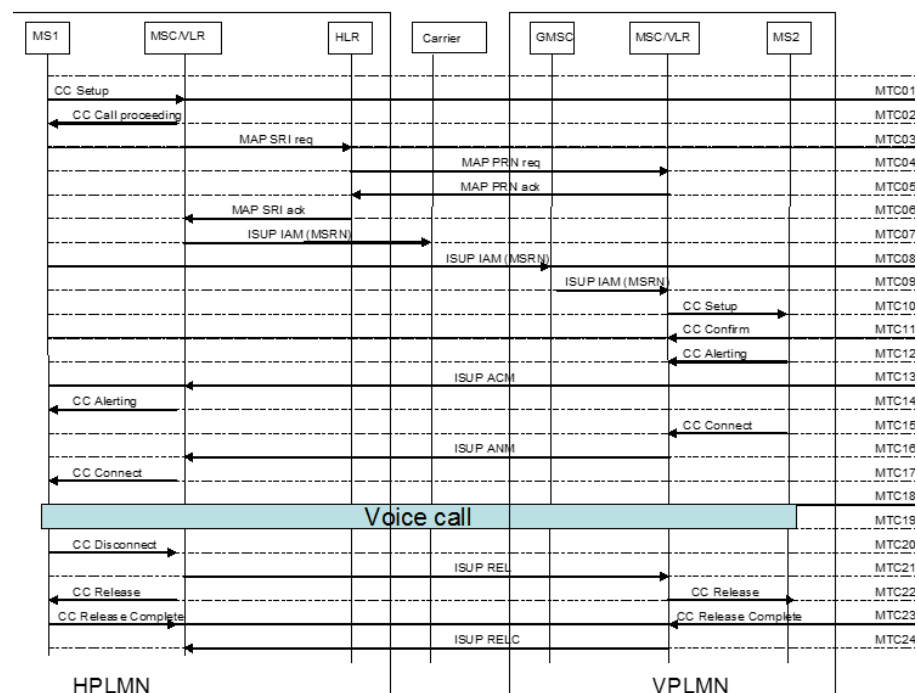 MS1 MSC/VLR HLR Carrier GMSC MSC/VLR MS2
CC Setup MTC01
CC Call proceeding MTC02
MAP SRI req MTC03
MAP PRN req MTC04
MAP PRN ack MTC05
MAP SRI ack MTC06
ISUP IAM (MSRN) MTC07
ISUP IAM (MSRN) MTC08
ISUP IAM (MSRN) MTC09
CC Setup MTC10
CC Confirm MTC11
CC Alerting MTC12
ISUP ACM MTC13
CC Alerting MTC14
CC Connect MTC15
ISUP ANM MTC16
CC Connect MTC17
MTC18
Voice call MTC19
CC Disconnect MTC20
ISUP REL MTC21
CC Release CC Release MTC22
CC Release Complete CC Release Complete MTC23
ISUP RELC MTC24
HPLMN VPLMN